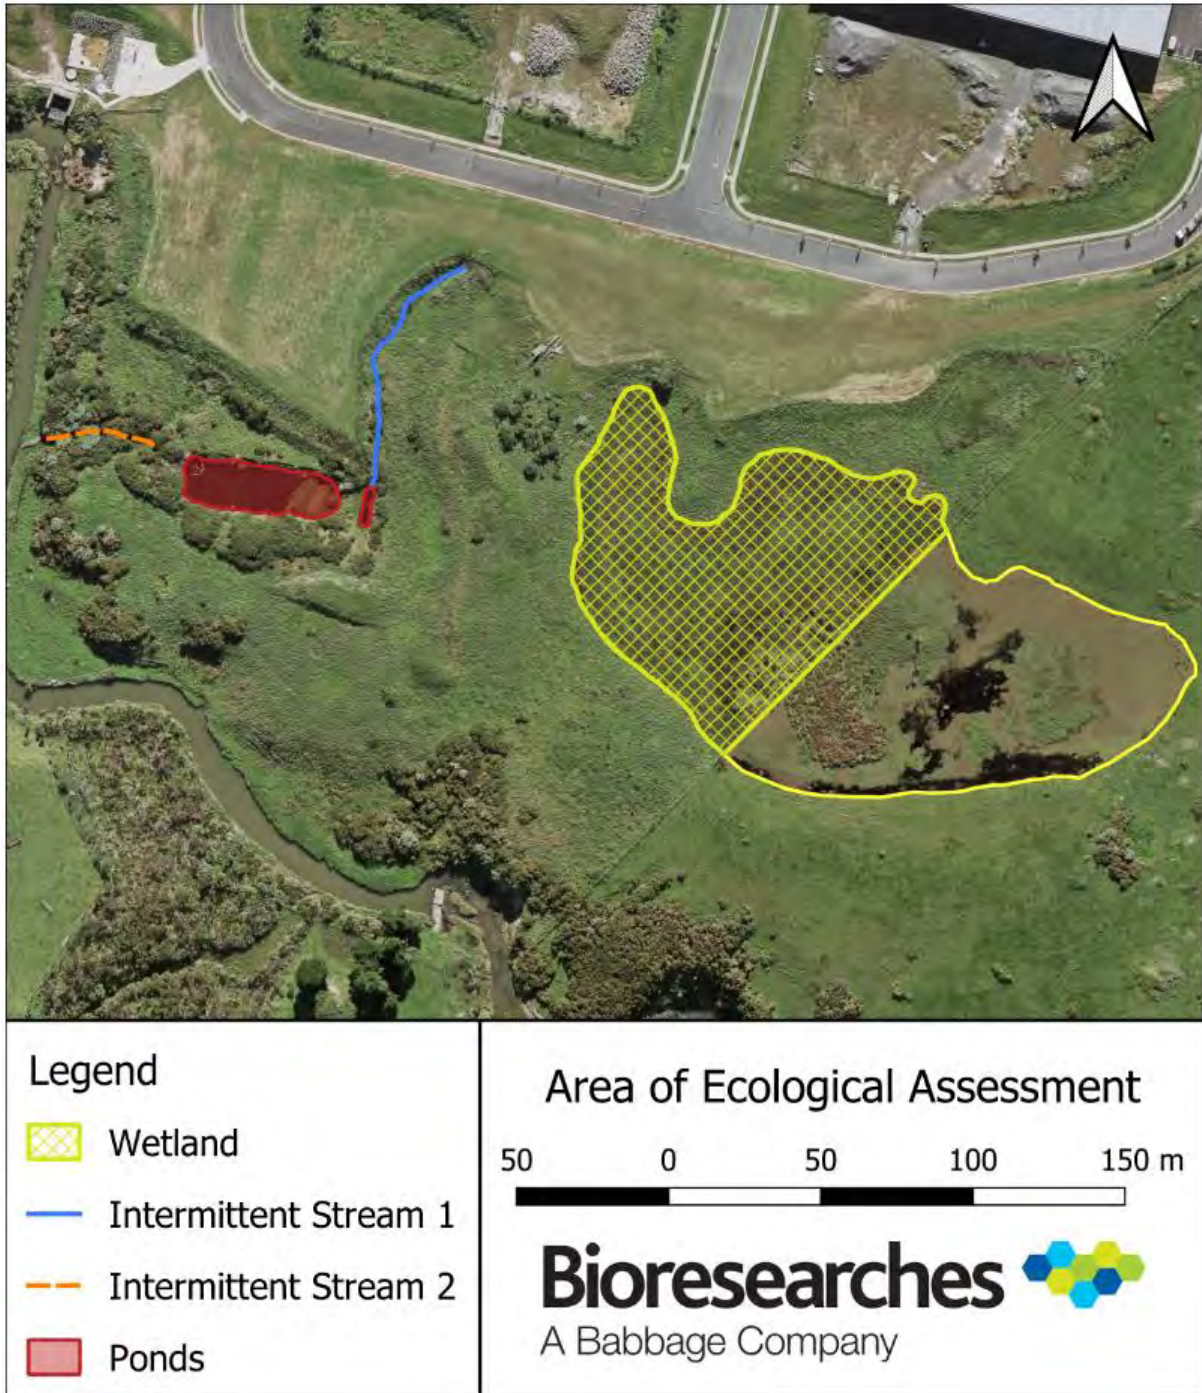 Legend
Wetland
Intermittent Stream 1
Intermittent Stream 2
Ponds
Area of Ecological Assessment
50 0 50 100 150 m
Bioresearches
A Babbage Company